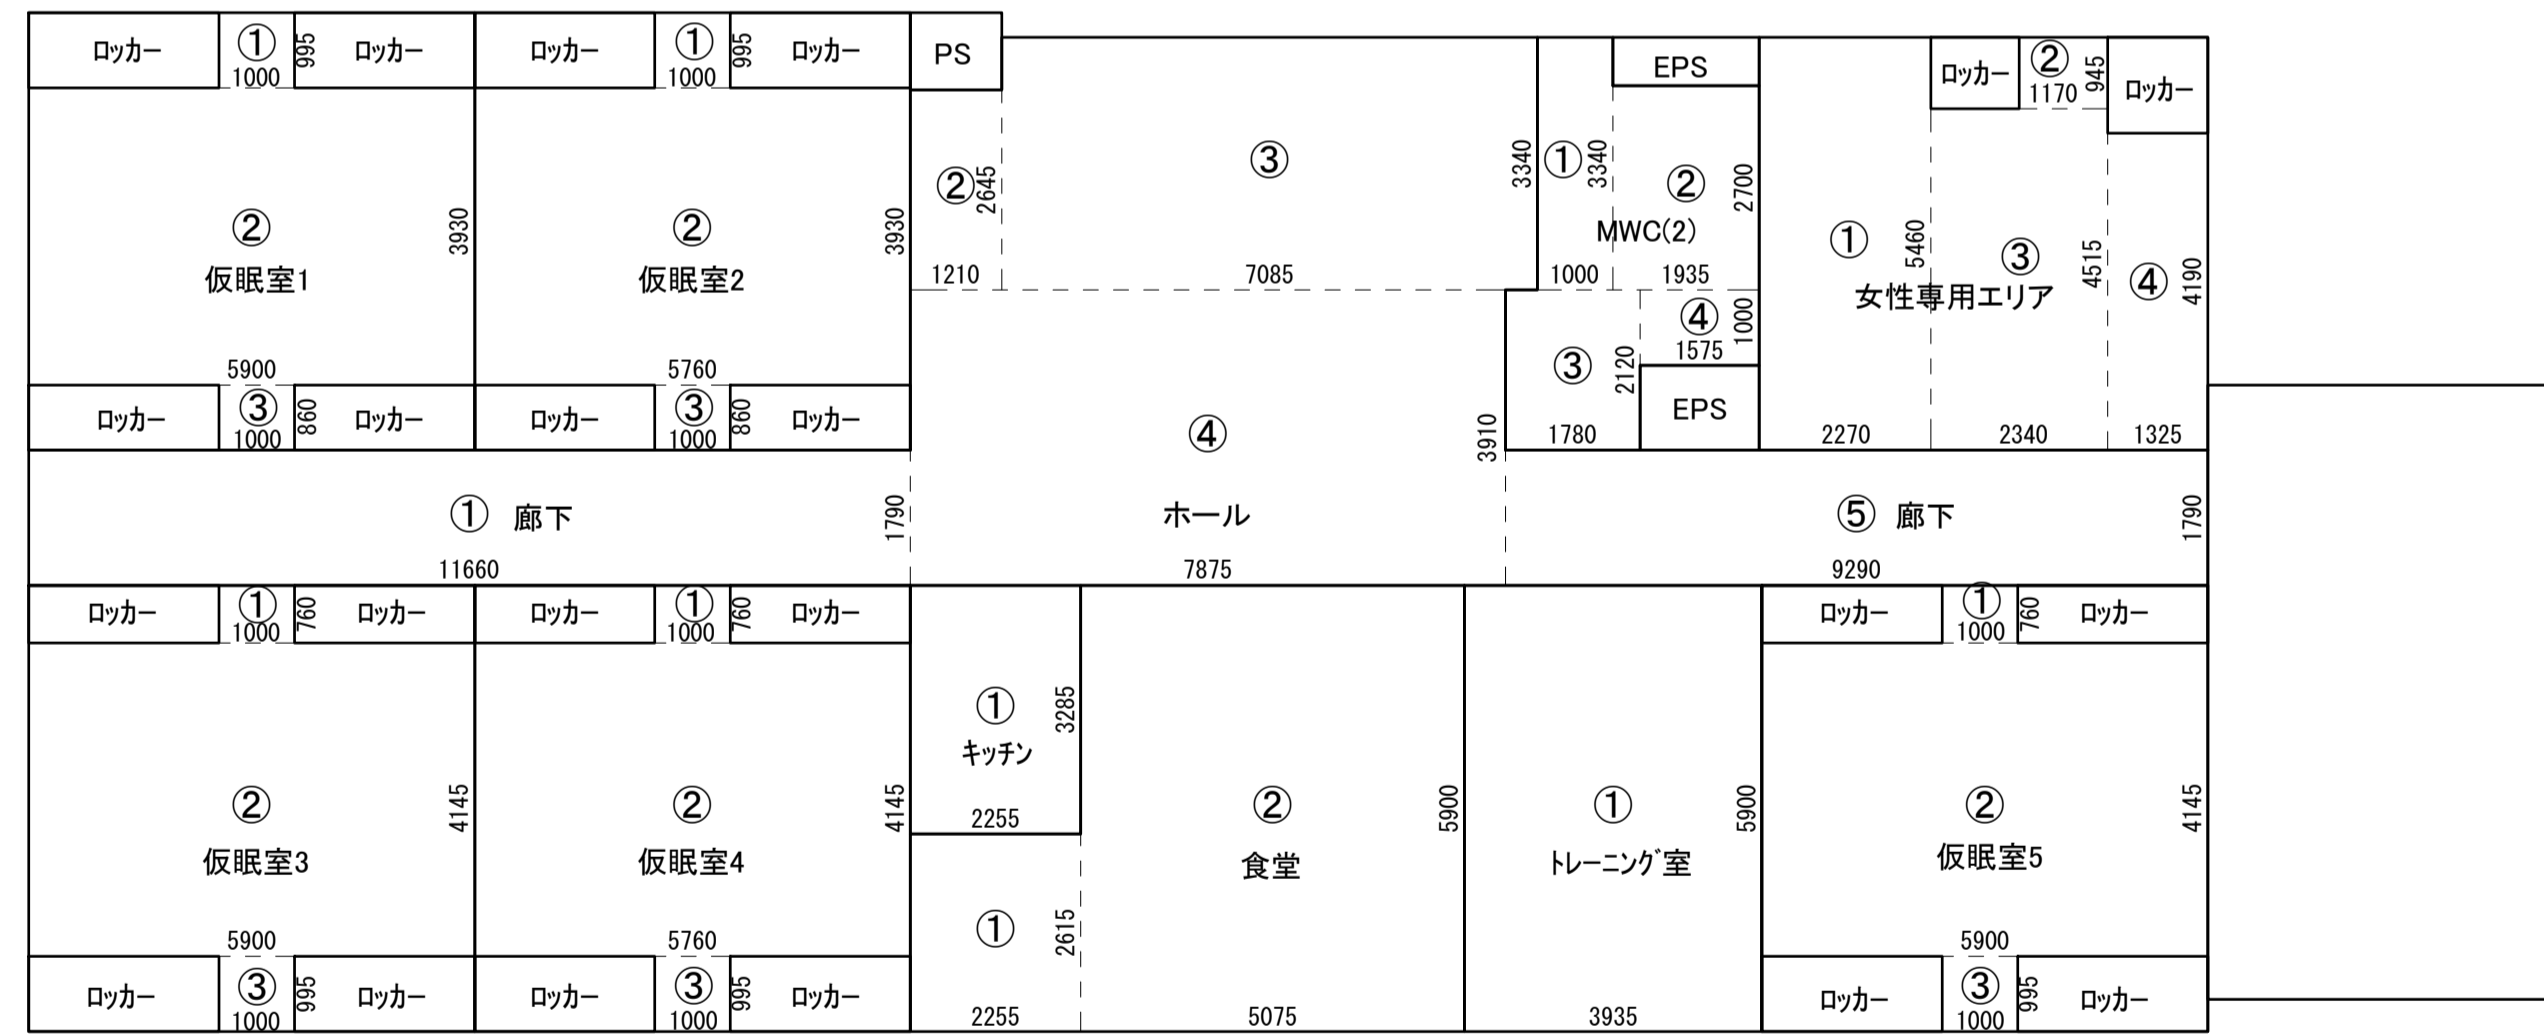 ロッカー ① 995 ロッカー ロッカー ① 995 ロッカー PS EPS ロッカー ② 945 ロッカー
1000 1000 1170
② 3930 ② 3930 ② 2645 ③ 3340 ① 3340 ② 2700 ① 5460 ③ 4515 ④ 4190
仮眠室1 仮眠室2 1210 7085 1000 MWC(2) 1935 女性専用エリア
5900 5760 ③ 2120 ④ 1000
1575
ロッカー ③ 860 ロッカー ロッカー ③ 860 ロッカー ④ 3910 1780 EPS 2270 2340 1325
1000 1000
① 廊下 1790 ホール ⑤ 廊下 1790
11660 7875 9290
ロッカー ① 760 ロッカー ロッカー ① 760 ロッカー ロッカー ① 760 ロッカー
1000 1000 1000
① 3285
キッチン
② 4145 ② 4145 2255 ② 5900 ① 5900 ② 4145
仮眠室3 仮眠室4 食堂 トレーニング室 仮眠室5
5900 5760 ① 2615 5900
ロッカー ③ 995 ロッカー ロッカー ③ 995 ロッカー ロッカー ③ 995 ロッカー
1000 1000 2255 5075 3935 1000